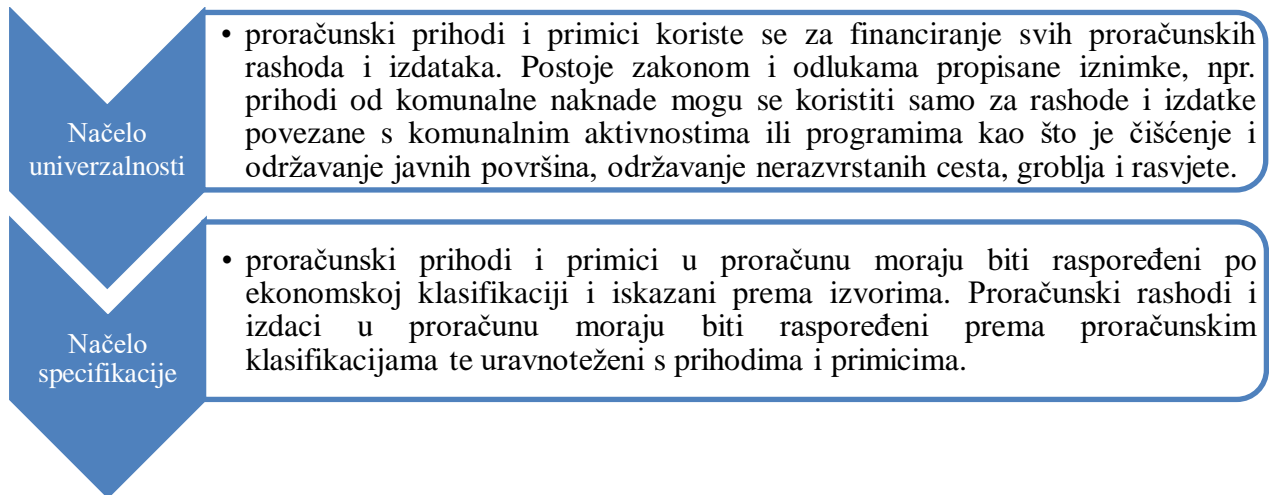 Načelo
univerzalnosti
• proračunski prihodi i primici koriste se za financiranje svih proračunskih
rashoda i izdataka. Postoje zakonom i odlukama propisane iznimke, npr.
prihodi od komunalne naknade mogu se koristiti samo za rashode i izdatke
povezane s komunalnim aktivnostima ili programima kao što je čišćenje i
održavanje javnih površina, održavanje nerazvrstanih cesta, groblja i rasvjete.
Načelo
specifikacije
• proračunski prihodi i primici u proračunu moraju biti raspoređeni po
ekonomskoj klasifikaciji i iskazani prema izvorima. Proračunski rashodi i
izdaci u proračunu moraju biti raspoređeni prema proračunskim
klasifikacijama te uravnoteženi s prihodima i primicima.